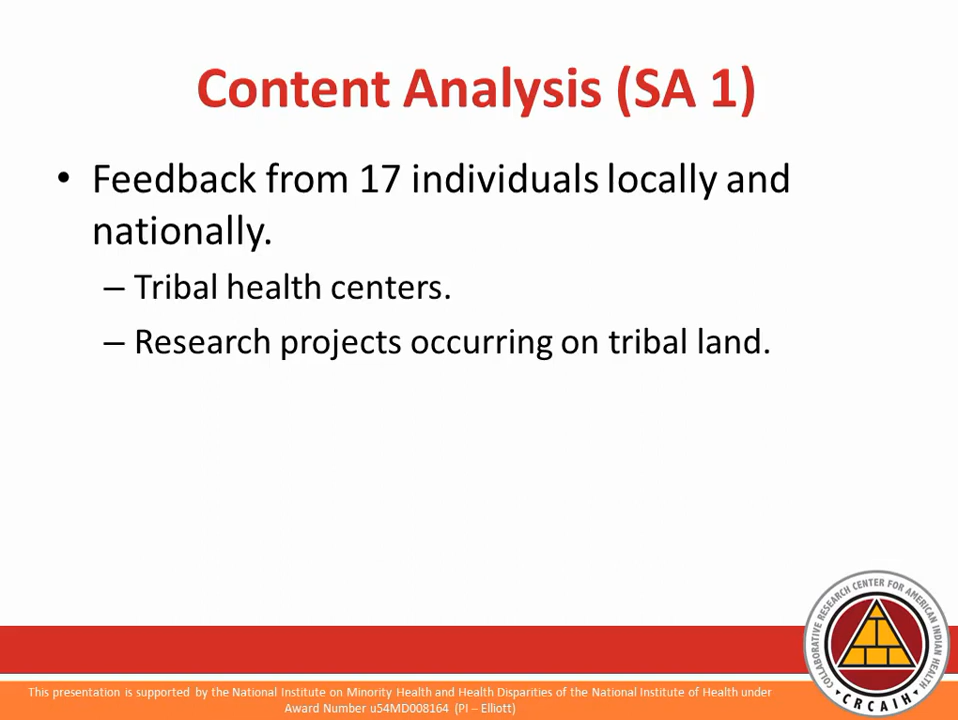 Content Analysis (SA 1)
• Feedback from 17 individuals locally and
nationally.
– Tribal health centers.
– Research projects occurring on tribal land.
COLLABORATIVE RESEARCH CENTER FOR AMERICAN INDIAN HEALTH
CRCAIH
This presentation is supported by the National Institute on Minority Health and Health Disparities of the National Institute of Health under
Award Number u54MD008164 (PI – Elliott)